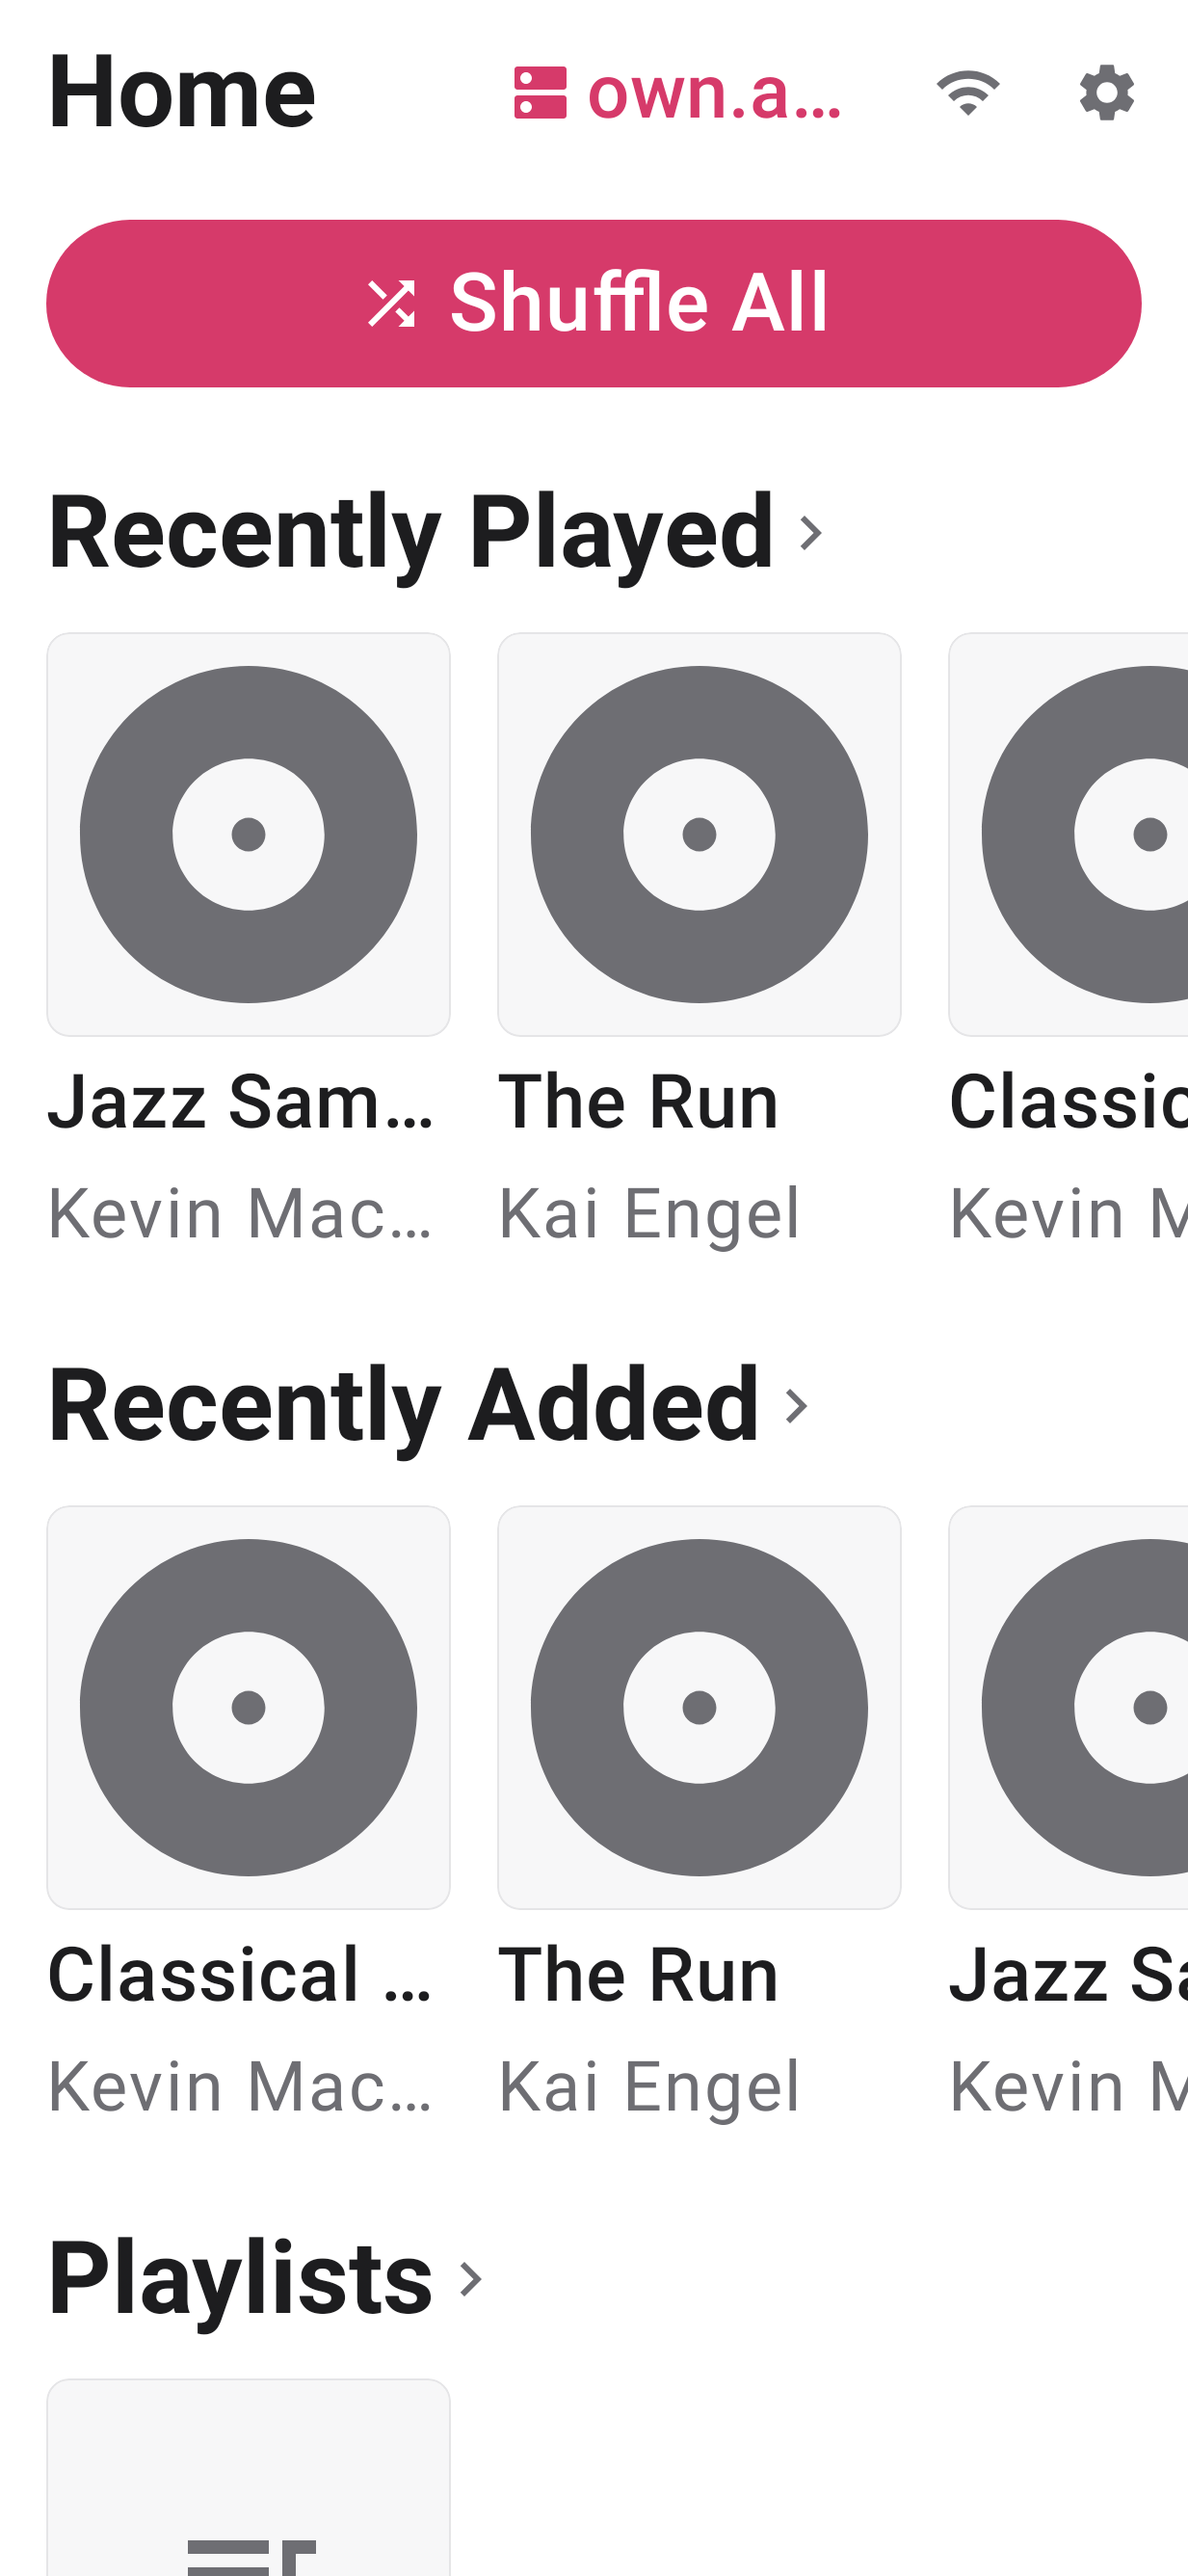 Home
own.a...
Shuffle All
Recently Played
Jazz Sam...
The Run
Classic
Kevin Mac...
Kai Engel
Kevin M
Recently Added
Classical ...
The Run
Jazz Sa
Kevin Mac...
Kai Engel
Kevin M
Playlists